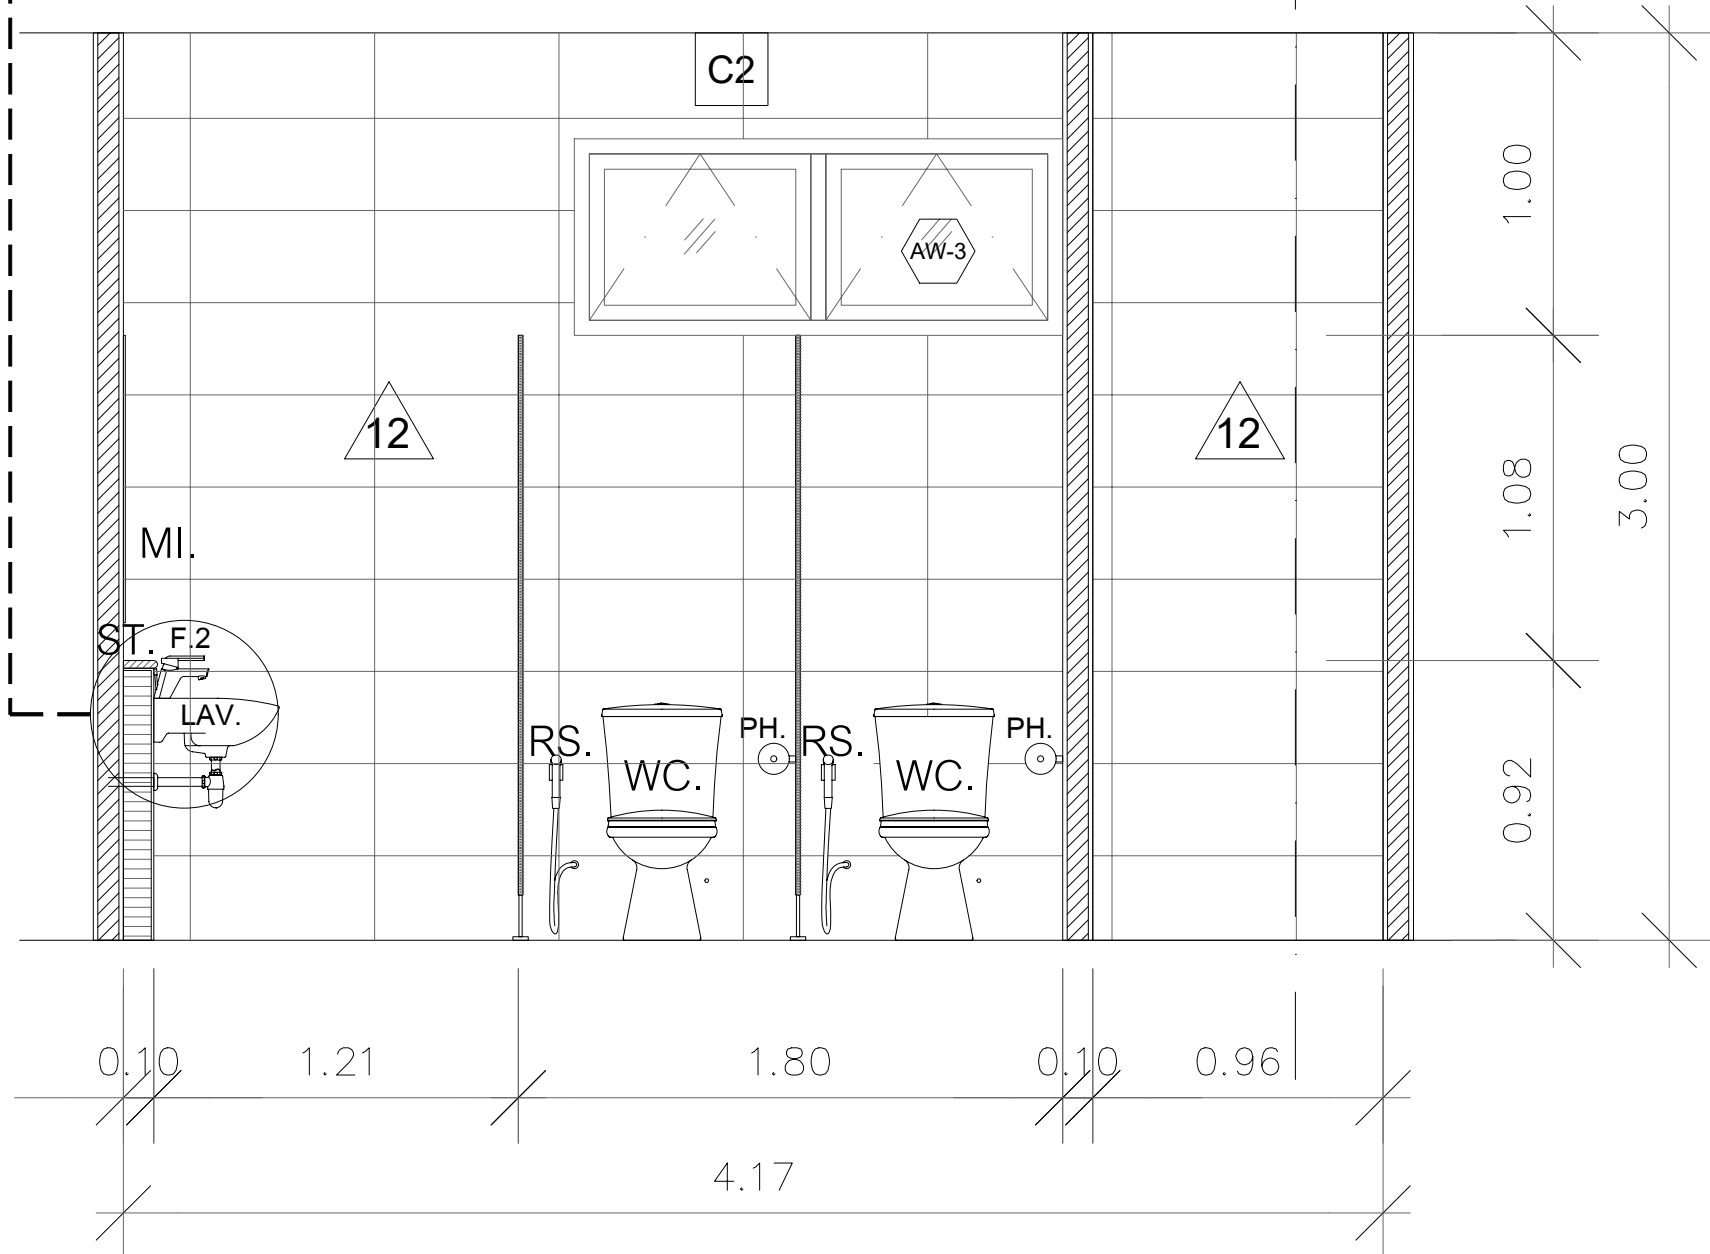 C2
1.00
AW-3
12
12
1.08
3.00
MI.
ST.
F.2
LAV.
RS.
WC.
PH.
RS.
WC.
PH.
0.92
0.10
1.21
1.80
0.10
0.96
4.17